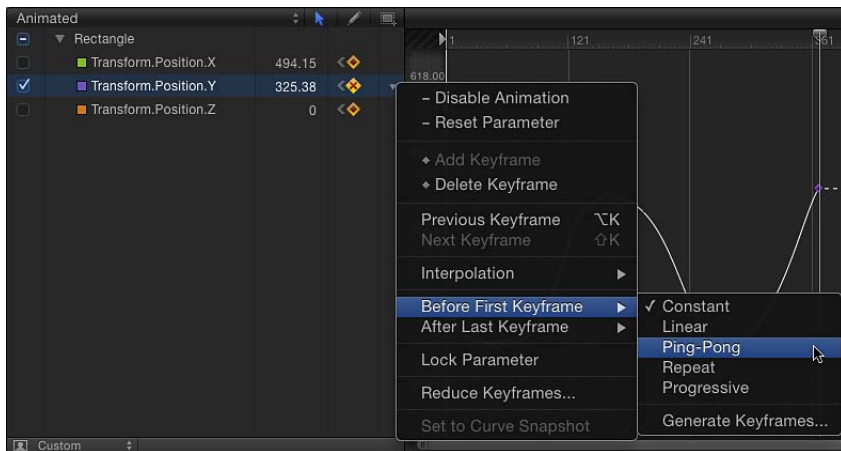 Animated
Rectangle
1 121 241 361
Transform.Position.X 494.15
618.00
Transform.Position.Y 325.38
Transform.Position.Z 0
– Disable Animation
– Reset Parameter
Add Keyframe
Delete Keyframe
Previous Keyframe ⌥K
Next Keyframe ⇧K
Interpolation
Before First Keyframe
After Last Keyframe
Lock Parameter
Reduce Keyframes...
Set to Curve Snapshot
✓ Constant
Linear
Ping-Pong
Repeat
Progressive
Generate Keyframes...
Custom